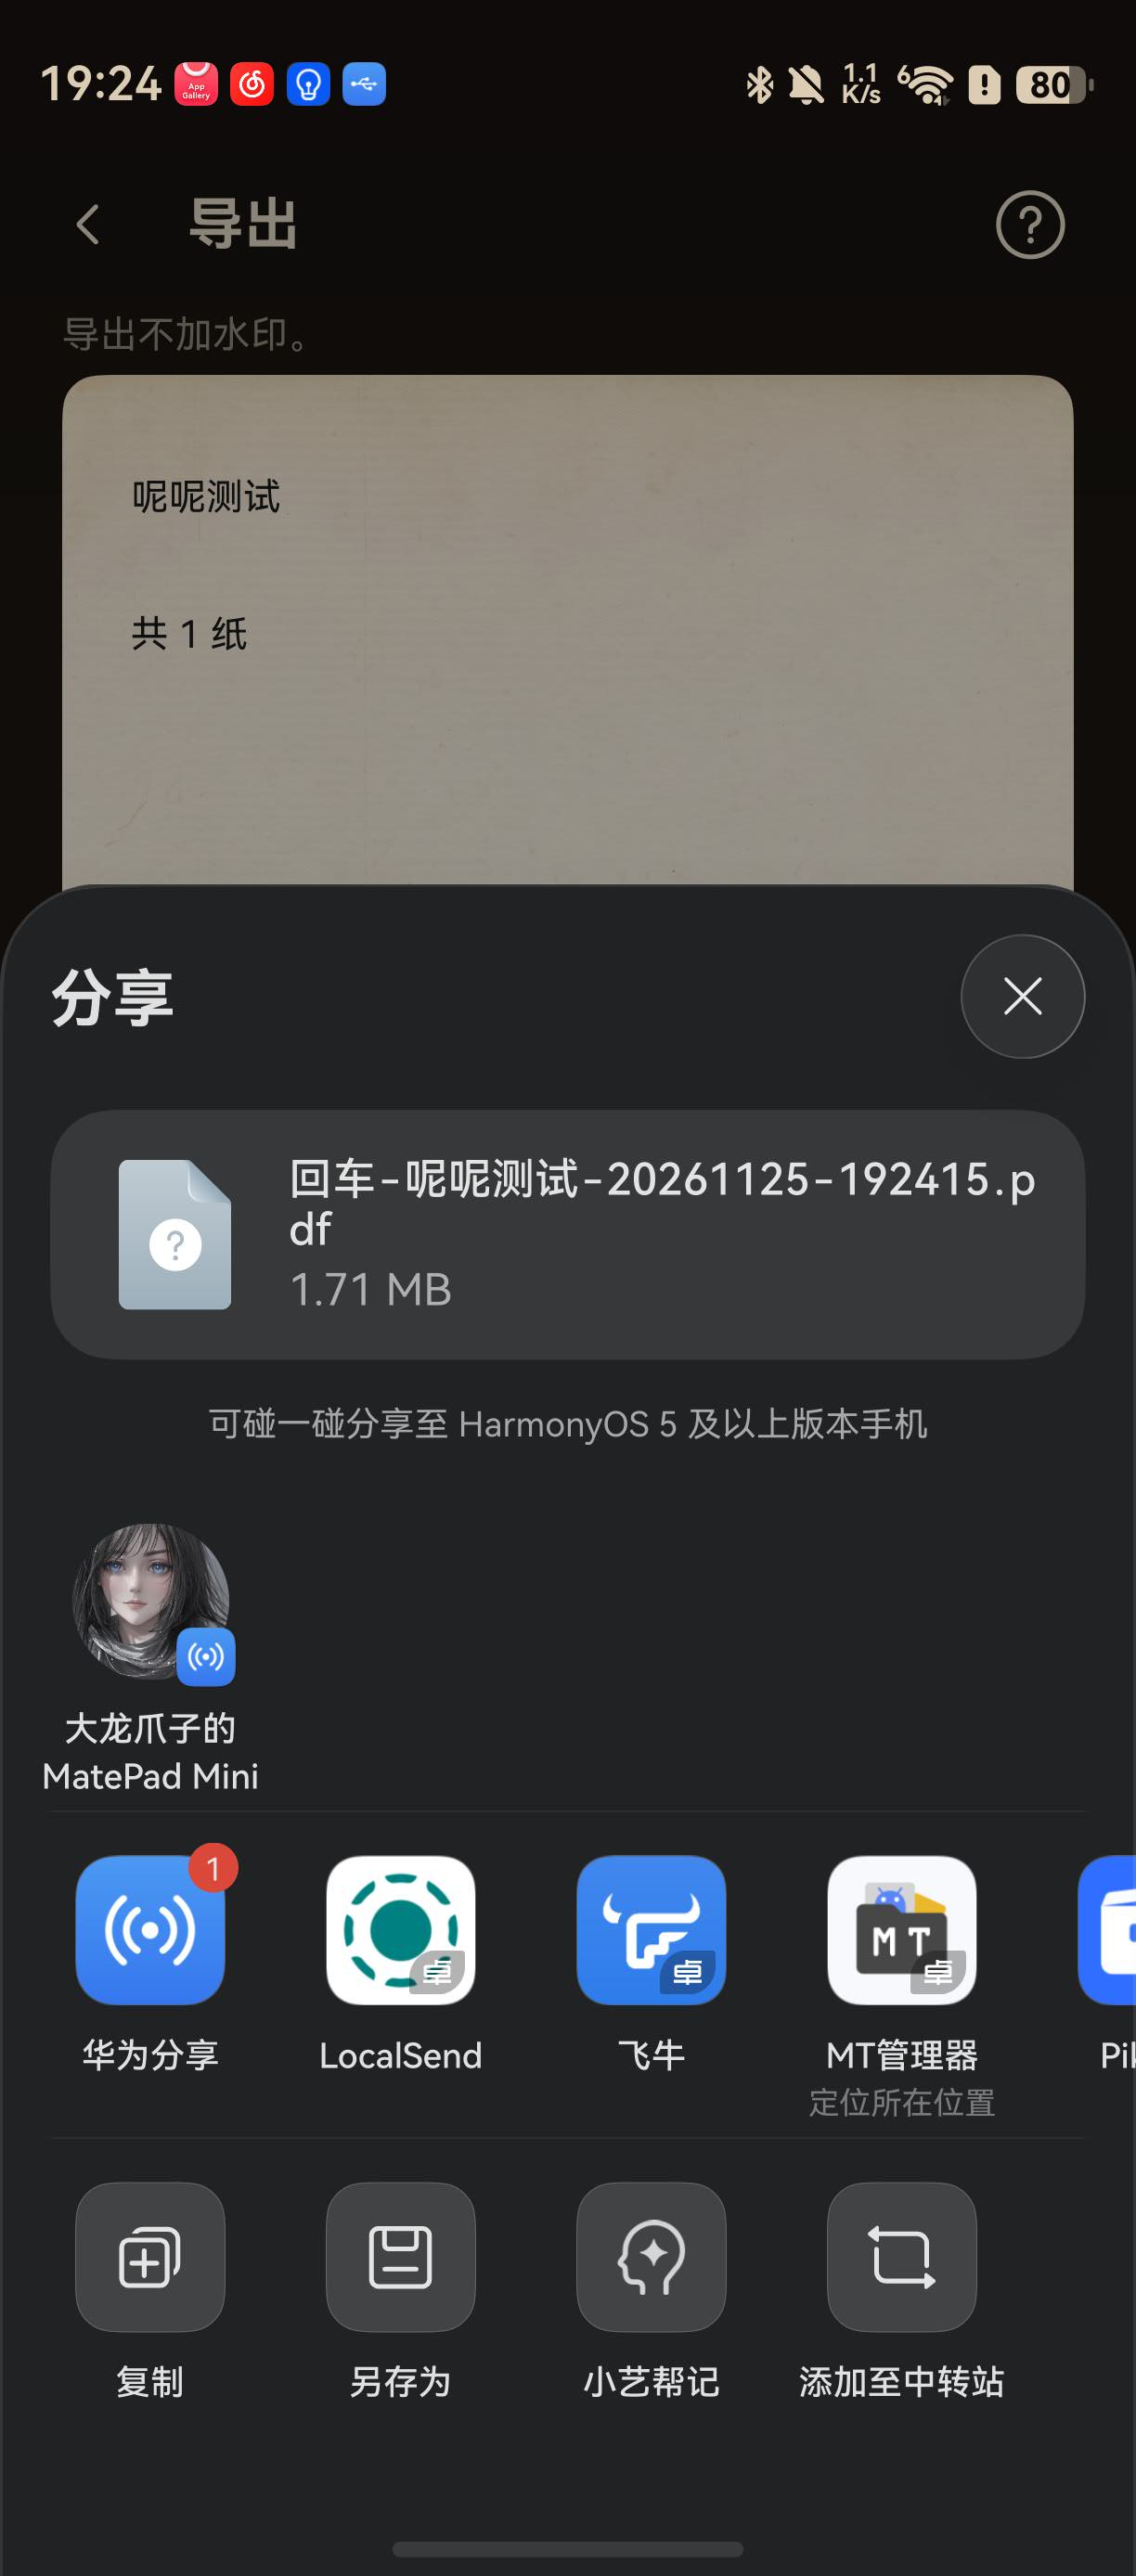 19:24
App Gallery
1.1 K/s
6
80
导出
导出不加水印。
呢呢测试
共 1 纸
分享
回车-呢呢测试-20261125-192415.p
df
1.71 MB
可碰一碰分享至 HarmonyOS 5 及以上版本手机
大龙爪子的
MatePad Mini
1
卓
卓
MT
卓
华为分享
LocalSend
飞牛
MT管理器
Pik
定位所在位置
复制
另存为
小艺帮记
添加至中转站